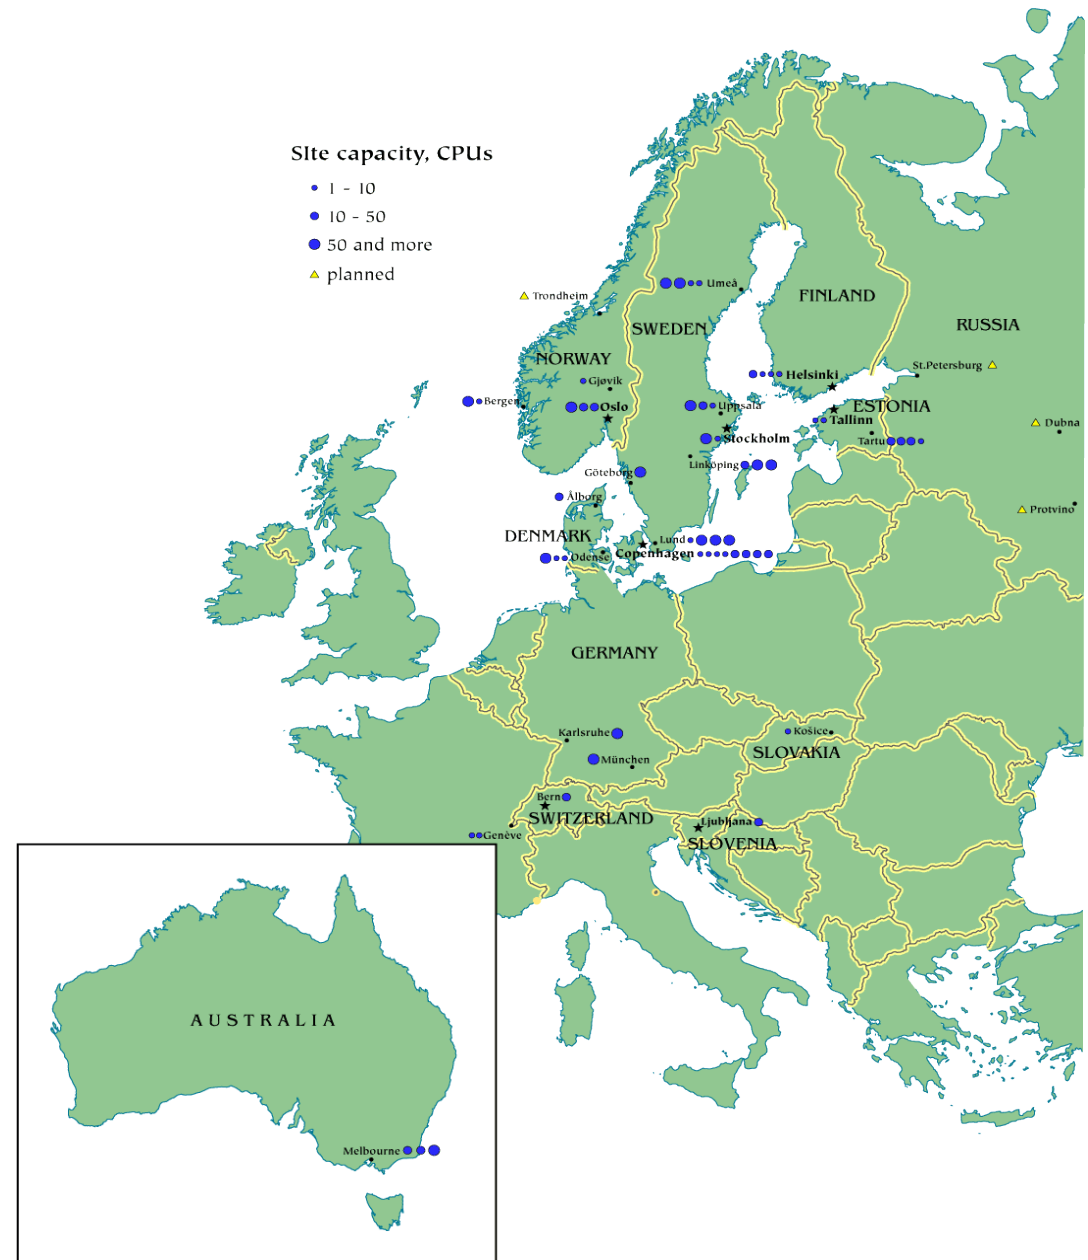 SIte capacity, CPUs
1 - 10
10 - 50
50 and more
planned
Umeå
FINLAND
Trondheim
SWEDEN
RUSSIA
NORWAY
St.Petersburg
Helsinki
Gjøvik
Bergen
Oslo
Uppsala
ESTONIA
Tallinn
Dubna
Stockholm
Tartu
Linköping
Göteborg
Ålborg
Protvino
DENMARK
Lund
Copenhagen
Odense
GERMANY
Karlsruhe
Košice
SLOVAKIA
München
Bern
SWITZERLAND
Ljubljana
Genève
SLOVENIA
AUSTRALIA
Melbourne